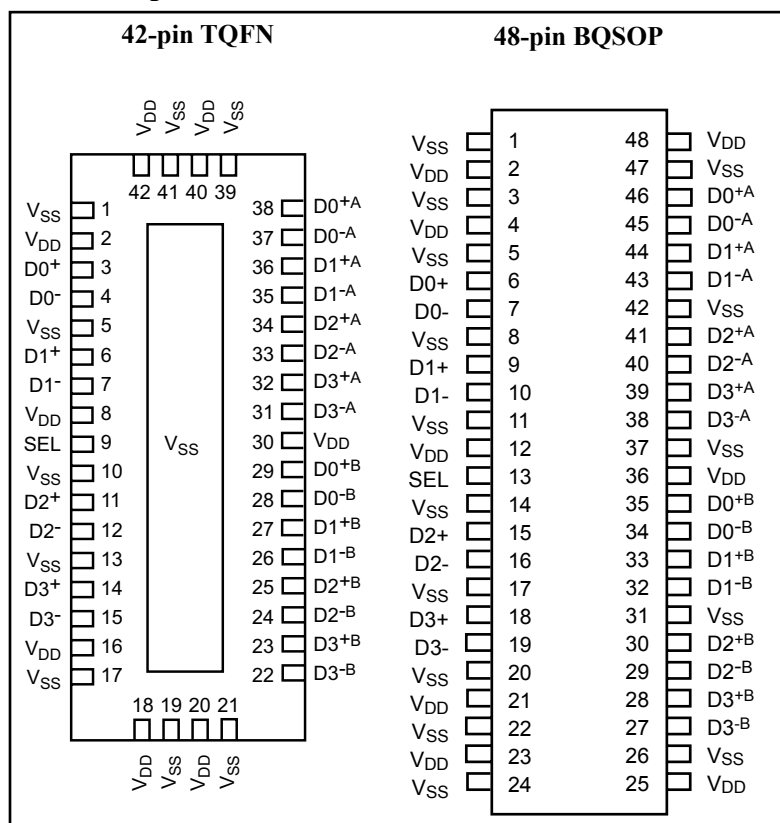 42-pin TQFN
48-pin BQSOP
VDD VSS VDD VSS
42 41 40 39
VSS 1
VDD 2
D0+ 3
D0- 4
VSS 5
D1+ 6
D1- 7
VDD 8
SEL 9
VSS 10
D2+ 11
D2- 12
VSS 13
D3+ 14
D3- 15
VDD 16
VSS 17
VSS
38 D0+A
37 D0-A
36 D1+A
35 D1-A
34 D2+A
33 D2-A
32 D3+A
31 D3-A
30 VDD
29 D0+B
28 D0-B
27 D1+B
26 D1-B
25 D2+B
24 D2-B
23 D3+B
22 D3-B
18 19 20 21
VDD VSS VDD VSS
VSS 1 48 VDD
VDD 2 47 VSS
VSS 3 46 D0+A
VDD 4 45 D0-A
VSS 5 44 D1+A
D0+ 6 43 D1-A
D0- 7 42 VSS
VSS 8 41 D2+A
D1+ 9 40 D2-A
D1- 10 39 D3+A
VSS 11 38 D3-A
VDD 12 37 VSS
SEL 13 36 VDD
VSS 14 35 D0+B
D2+ 15 34 D0-B
D2- 16 33 D1+B
VSS 17 32 D1-B
D3+ 18 31 VSS
D3- 19 30 D2+B
VSS 20 29 D2-B
VDD 21 28 D3+B
VSS 22 27 D3-B
VDD 23 26 VSS
VSS 24 25 VDD